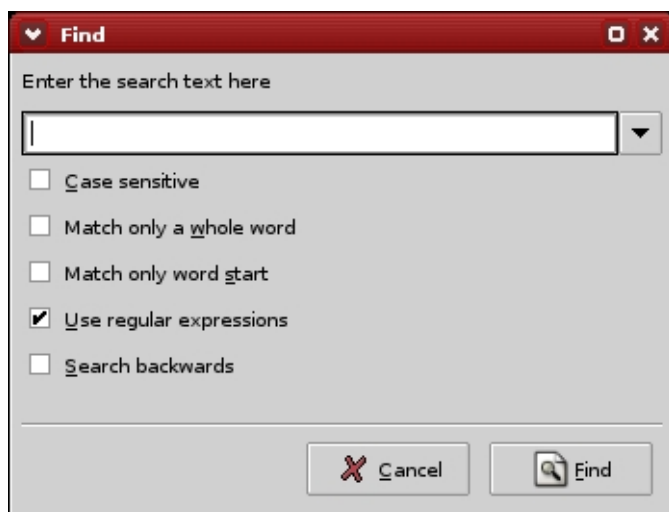 Find
Enter the search text here
Case sensitive
Match only a whole word
Match only word start
Use regular expressions
Search backwards
Cancel
Find